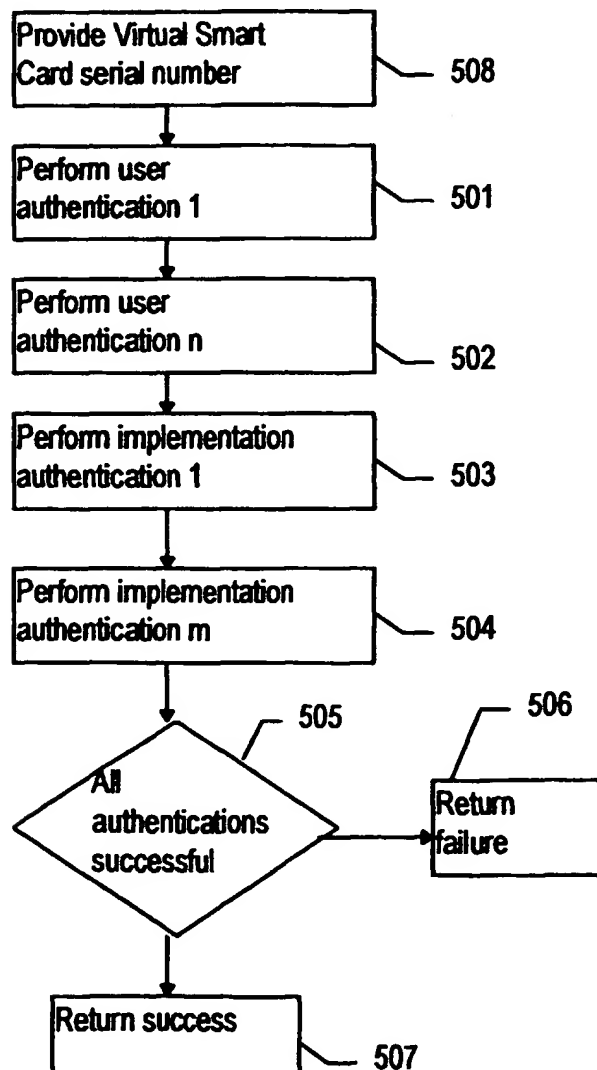 Provide Virtual Smart
Card serial number
508
Perform user
authentication 1
501
Perform user
authentication n
502
Perform implementation
authentication 1
503
Perform implementation
authentication m
504
505
506
All
authentications
successful
Return
failure
Return success
507